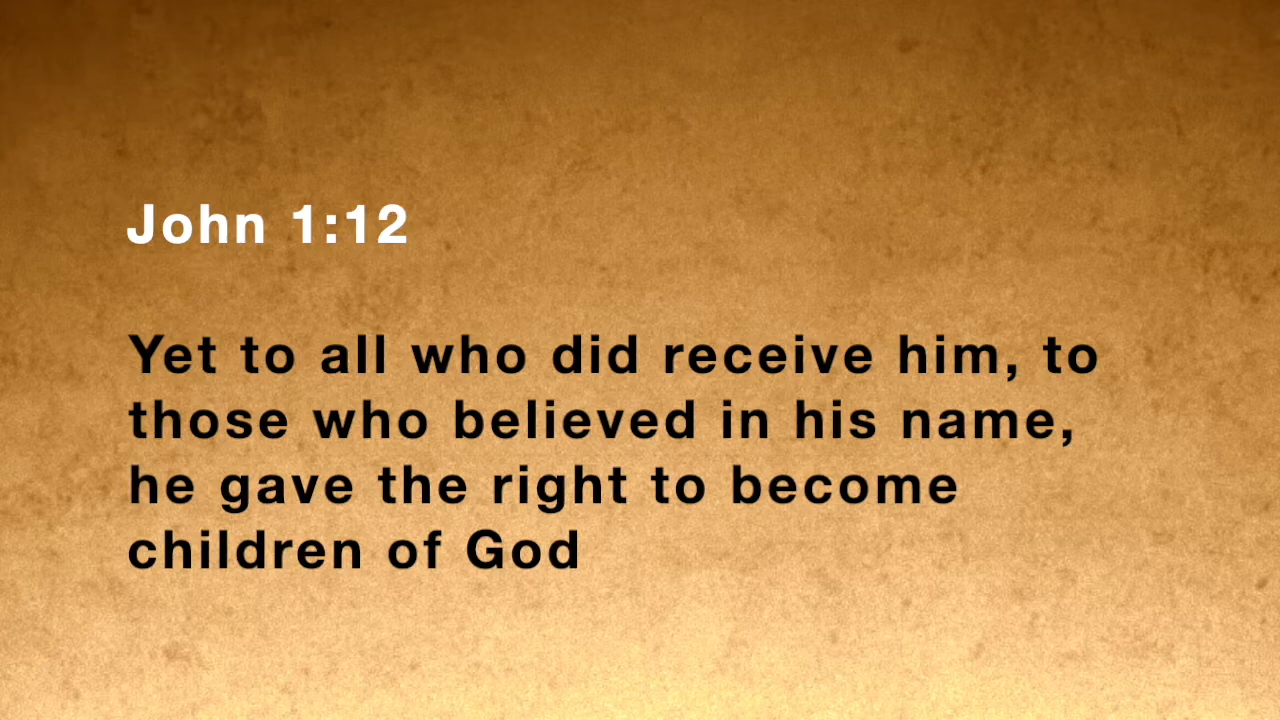 John 1:12
Yet to all who did receive him, to
those who believed in his name,
he gave the right to become
children of God